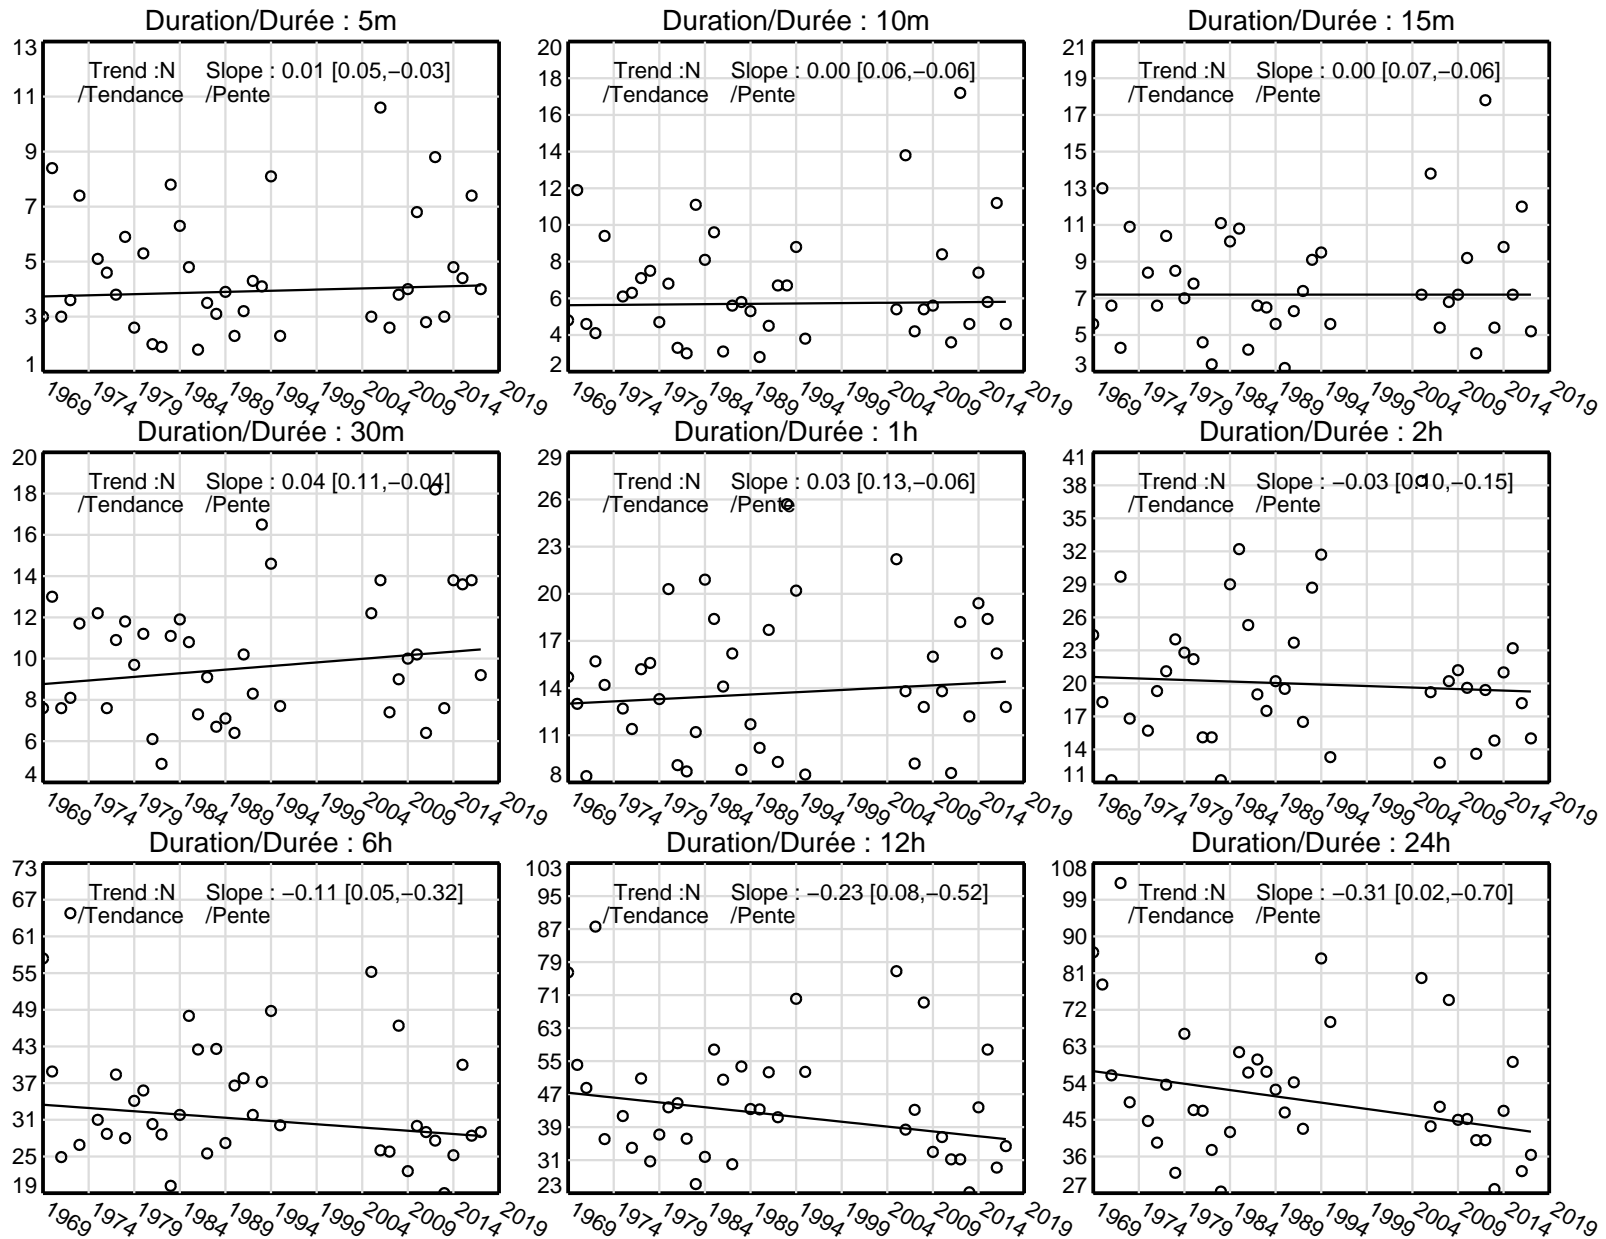 Duration/Durée : 5m
Trend :N Slope : 0.01 [0.05,−0.03]
/Tendance /Pente
13
11
9
7
5
3
1
1969 1974 1979 1984 1989 1994 1999 2004 2009 2014 2019
Duration/Durée : 10m
Trend :N Slope : 0.00 [0.06,−0.06]
/Tendance /Pente
20
18
16
14
12
10
8
6
4
2
1969 1974 1979 1984 1989 1994 1999 2004 2009 2014 2019
Duration/Durée : 15m
Trend :N Slope : 0.00 [0.07,−0.06]
/Tendance /Pente
21
19
17
15
13
11
9
7
5
3
1969 1974 1979 1984 1989 1994 1999 2004 2009 2014 2019
Duration/Durée : 30m
Trend :N Slope : 0.04 [0.11,−0.04]
/Tendance /Pente
20
18
16
14
12
10
8
6
4
1969 1974 1979 1984 1989 1994 1999 2004 2009 2014 2019
Duration/Durée : 1h
Trend :N Slope : 0.03 [0.13,−0.06]
/Tendance /Pente
29
26
23
20
17
14
11
8
1969 1974 1979 1984 1989 1994 1999 2004 2009 2014 2019
Duration/Durée : 2h
Trend :N Slope : −0.03 [0.10,−0.15]
/Tendance /Pente
41
38
35
32
29
26
23
20
17
14
11
1969 1974 1979 1984 1989 1994 1999 2004 2009 2014 2019
Duration/Durée : 6h
Trend :N Slope : −0.11 [0.05,−0.32]
/Tendance /Pente
73
67
61
55
49
43
37
31
25
19
1969 1974 1979 1984 1989 1994 1999 2004 2009 2014 2019
Duration/Durée : 12h
Trend :N Slope : −0.23 [0.08,−0.52]
/Tendance /Pente
103
95
87
79
71
63
55
47
39
31
23
1969 1974 1979 1984 1989 1994 1999 2004 2009 2014 2019
Duration/Durée : 24h
Trend :N Slope : −0.31 [0.02,−0.70]
/Tendance /Pente
108
99
90
81
72
63
54
45
36
27
1969 1974 1979 1984 1989 1994 1999 2004 2009 2014 2019